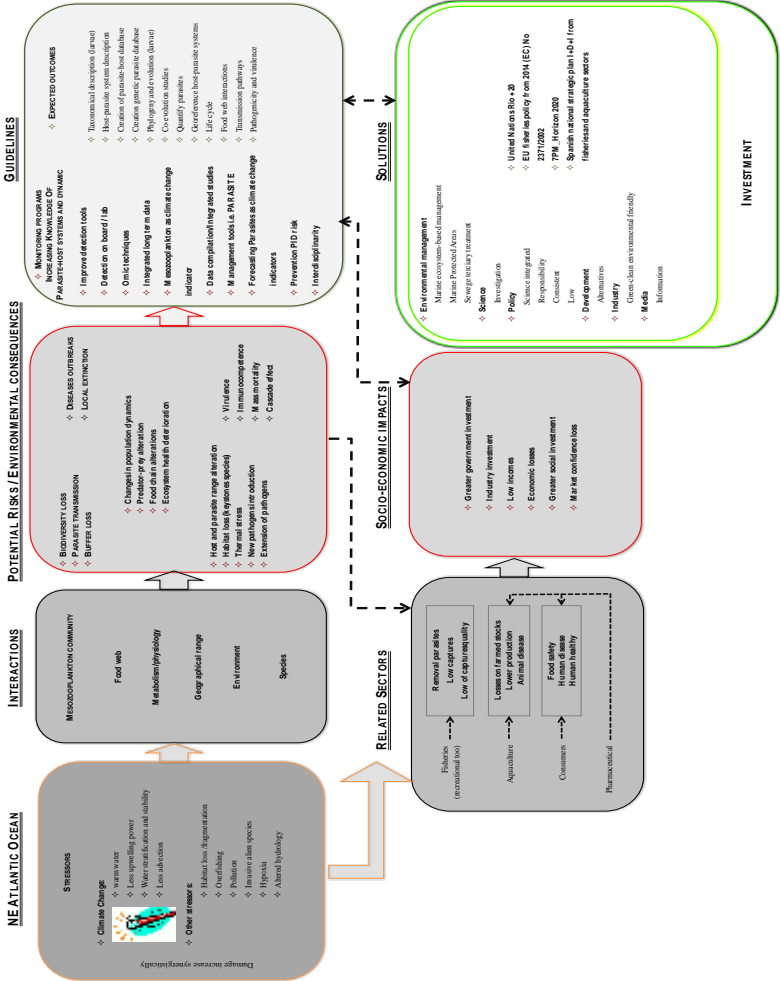 NE ATLANTIC OCEAN
STRESSORS
Climate Change:
warm water
Less upwelling power
Water stratification and stability
Less advection
Other stressors:
Habitat loss /fragmentation
Overfishing
Pollution
Invasive alien species
Hypoxia
Altered hydrology
Damage increase synergistically
INTERACTIONS
MESOZOOPLANKTON COMMUNITY
Food web
Metabolism/physiology
Geographical range
Environment
Species
POTENTIAL RISKS / ENVIRONMENTAL CONSEQUENCES
BIODIVERSITY LOSS
PARASITE TRANSMISSION
BUFFER LOSS
DISEASES OUTBREAKS
LOCAL EXTINCTION
Changes in population dynamics
Predator-prey alteration
Food chain alterations
Ecosystem health deterioration
Host and parasite range alteration
Habitat loss (keystones species)
Thermal stress
New pathogens introduction
Extension of pathogens
Virulence
Immunocompetence
Mass mortality
Cascade effect
GUIDELINES
MONITORING PROGRAMS
INCREASING KNOWLEDGE OF
PARASITE-HOST SYSTEMS AND DYNAMIC
Improve detection tools
Detection on board / lab
Omic techniques
Integrated long term data
Mesozooplankton as climate change
indicator
Data compilation/Integrated studies
Management tools i.e. PARASITE
Forecasting Parasites as climate change
indicators
Prevention PID risk
Interdisciplinarity
EXPECTED OUTCOMES
Taxonomical description (larvae)
Host-parasite system description
Creation of parasite-host database
Creation genetic parasite database
Phylogeny and evolution (larvae)
Co-evolution studies
Quantify parasites
Georeference host-parasite systems
Life cycle
Food web interactions
Transmission pathways
Pathogenicity and virulence
RELATED SECTORS
Fisheries
(recreational too)
Removal parasites
Low captures
Low of capturequality
Aquaculture
Losses on farmed stocks
Lower production
Animal disease
Consumers
Food safety
Human disease
Human healthy
Pharmaceutical
SOCIO-ECONOMIC IMPACTS
Greater government investment
Industry investment
Low incomes
Economic losses
Greater social investment
Market confidence loss
SOLUTIONS
Environmental management
Marine ecosystem-based management
Marine Protected Areas
Sewege tertiary treatment
Science
Investigation
Policy
Science integrated
Responsibility
Consistent
Low
Development
Alternatives
Industry
Green-clean environmental friendly
Media
Information
United Nations Rio +20
EU fisheries policy from 2014 (EC) No
2371/2002
7PM_Horizon 2020
Spanish national strategic plan I+D+I from
fisheries and aquaculture sectors
INVESTMENT